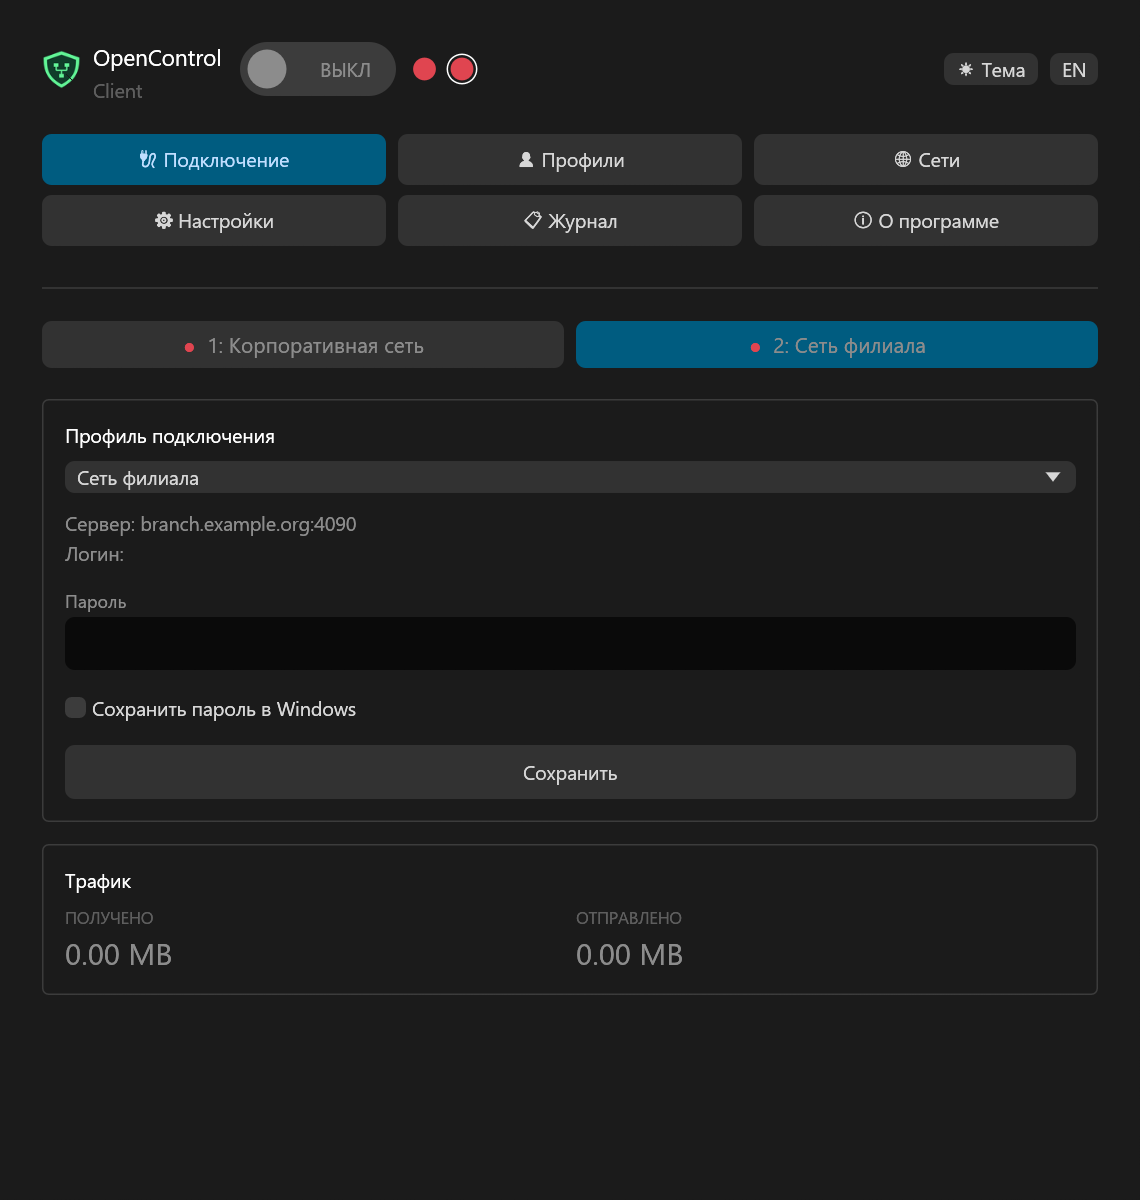 OpenControl
Client
ВЫКЛ
Тема
EN
Подключение
Профили
Сети
Настройки
Журнал
О программе
1: Корпоративная сеть
2: Сеть филиала
Профиль подключения
Сеть филиала
Сервер: branch.example.org:4090
Логин:
Пароль
Сохранить пароль в Windows
Сохранить
Трафик
ПОЛУЧЕНО
ОТПРАВЛЕНО
0.00 MB
0.00 MB